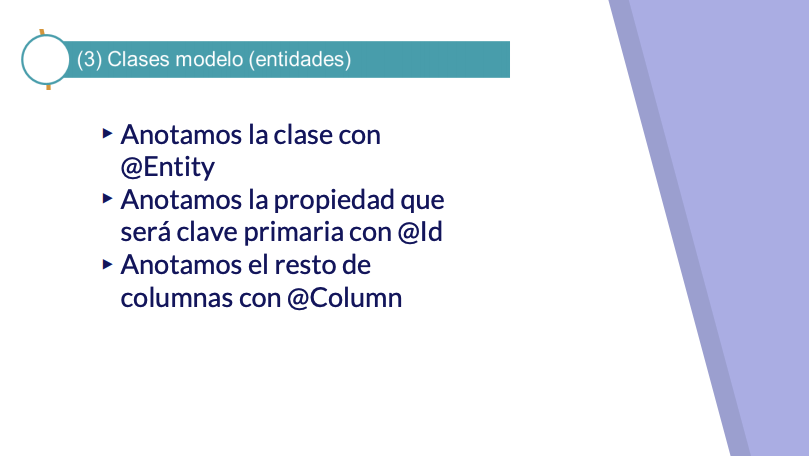 (3) Clases modelo (entidades)
▸ Anotamos la clase con
@Entity
▸ Anotamos la propiedad que
será clave primaria con @Id
▸ Anotamos el resto de
columnas con @Column